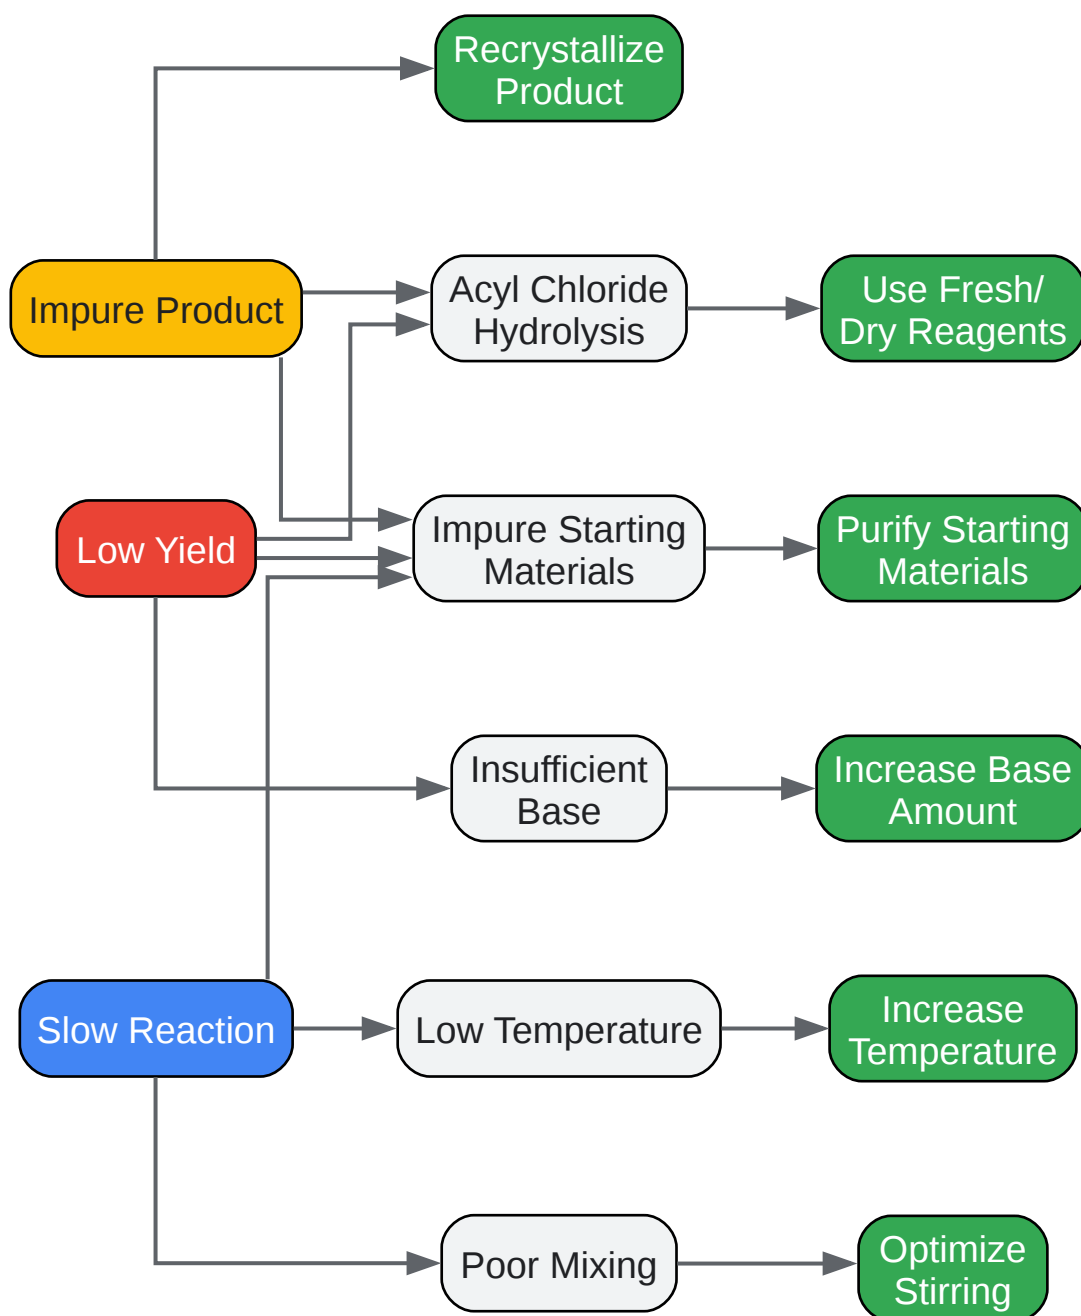 Recrystallize
Product
Impure Product
Acyl Chloride
Hydrolysis
Use Fresh/
Dry Reagents
Low Yield
Impure Starting
Materials
Purify Starting
Materials
Insufficient
Base
Increase Base
Amount
Slow Reaction
Low Temperature
Increase
Temperature
Poor Mixing
Optimize
Stirring